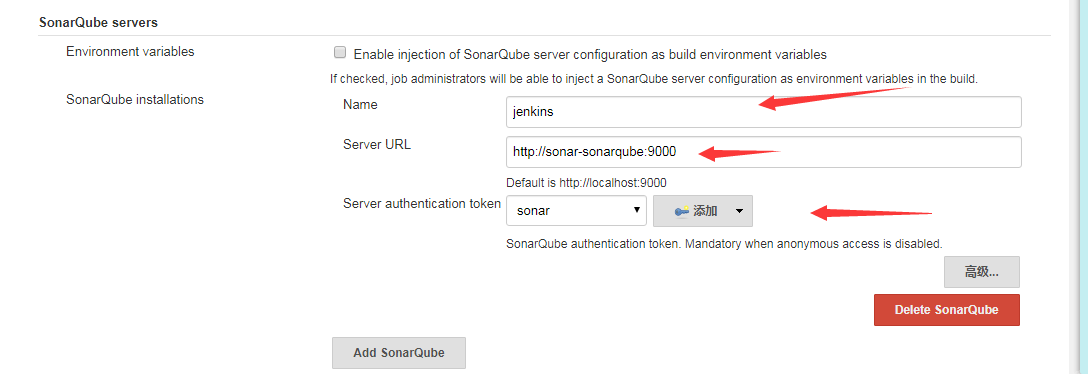 SonarQube servers
Environment variables
Enable injection of SonarQube server configuration as build environment variables
If checked, job administrators will be able to inject a SonarQube server configuration as environment variables in the build.
SonarQube installations
Name
jenkins
Server URL
http://sonar-sonarqube:9000
Default is http://localhost:9000
Server authentication token
sonar
添加
SonarQube authentication token. Mandatory when anonymous access is disabled.
高级...
Delete SonarQube
Add SonarQube